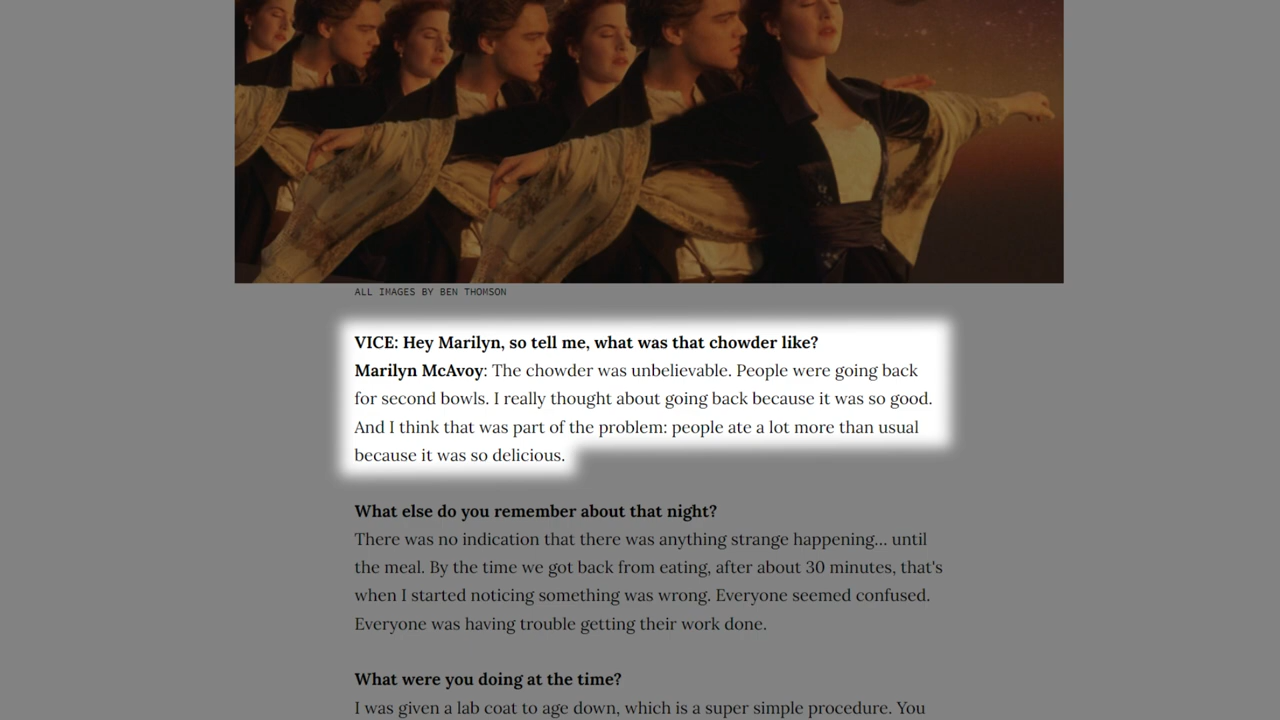 ALL IMAGES BY BEN THOMSON
VICE: Hey Marilyn, so tell me, what was that chowder like?
Marilyn McAvoy: The chowder was unbelievable. People were going back
for second bowls. I really thought about going back because it was so good.
And I think that was part of the problem: people ate a lot more than usual
because it was so delicious.
What else do you remember about that night?
There was no indication that there was anything strange happening… until
the meal. By the time we got back from eating, after about 30 minutes, that's
when I started noticing something was wrong. Everyone seemed confused.
Everyone was having trouble getting their work done.
What were you doing at the time?
I was given a lab coat to age down, which is a super simple procedure. You